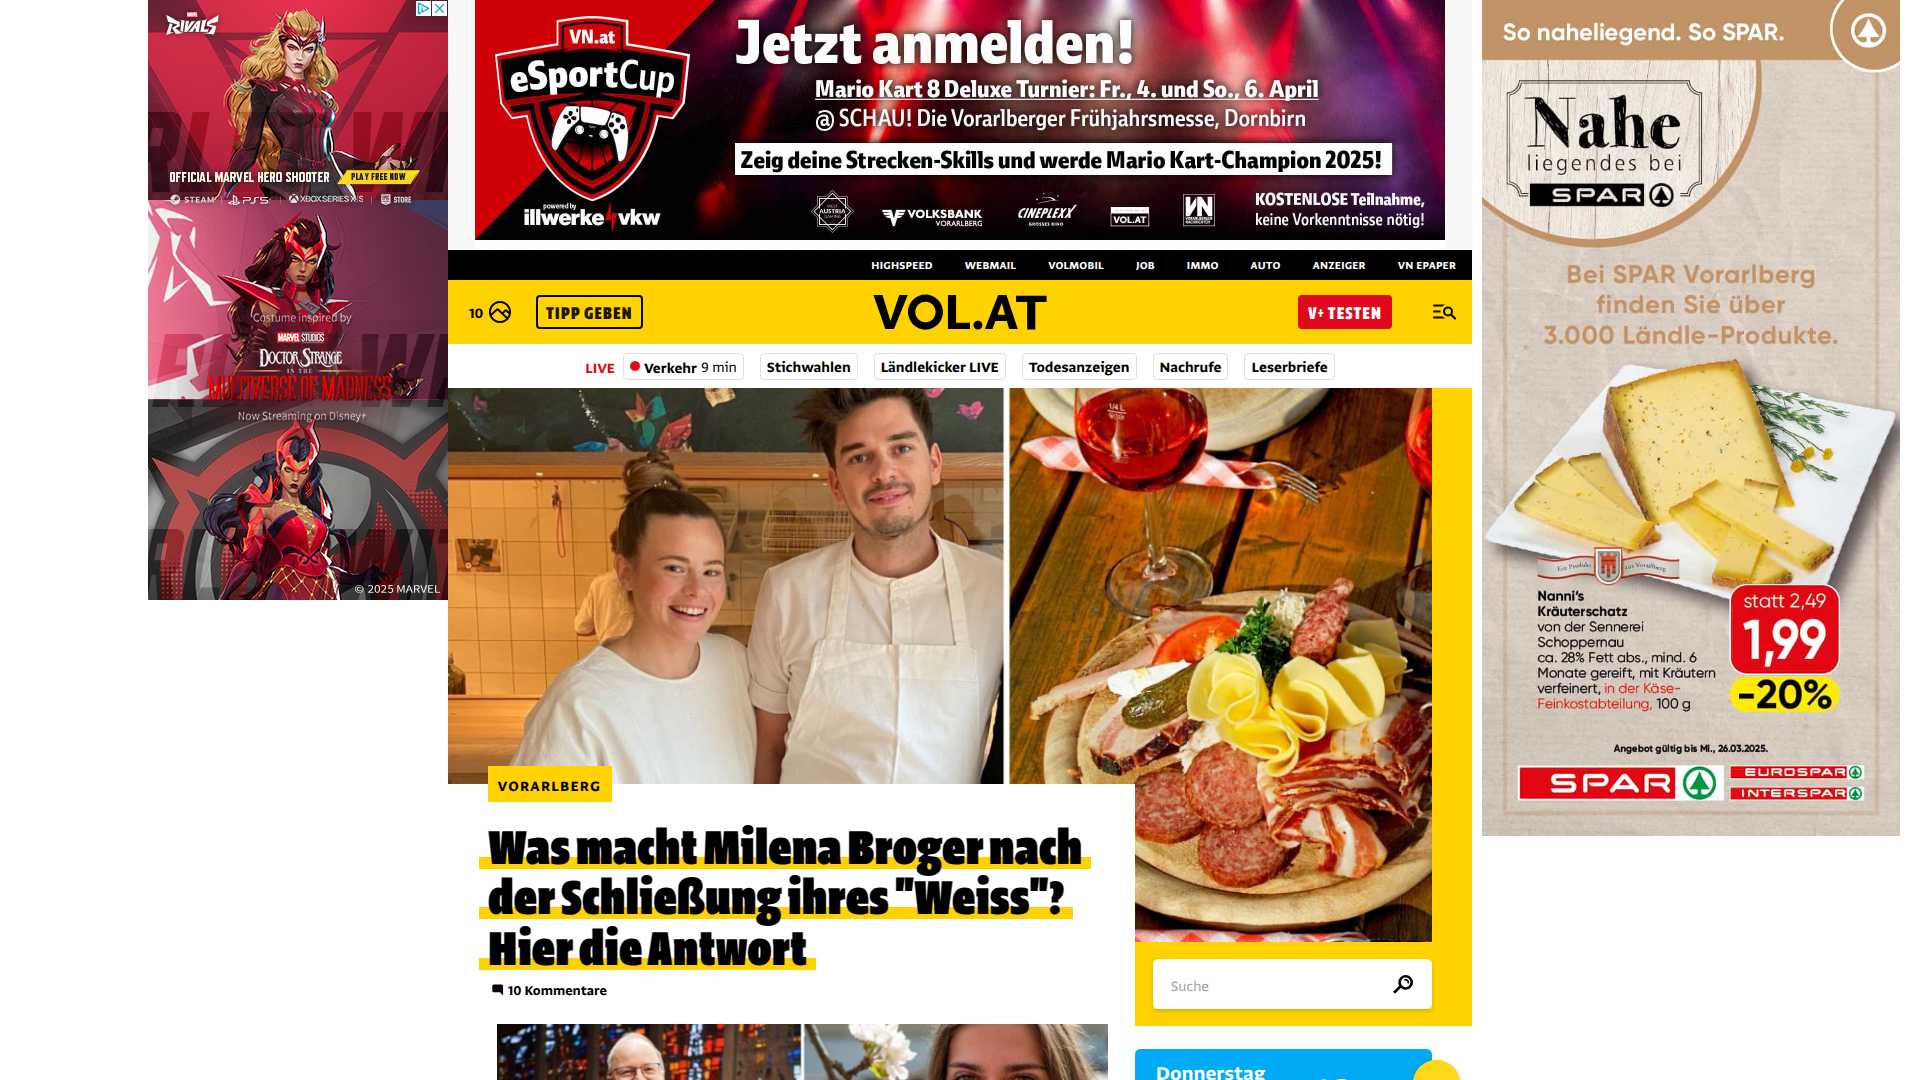 MARVEL
RIVALS
OFFICIAL MARVEL HERO SHOOTER
PLAY FREE NOW
STEAM
PS5
XBOX SERIES X|S
STORE
Costume inspired by
MARVEL STUDIOS
DOCTOR STRANGE
IN THE
MULTIVERSE OF MADNESS
Now Streaming on Disney+
© 2025 MARVEL
VN.at
eSportCup
powered by
illwerke vkw
Jetzt anmelden!
Mario Kart 8 Deluxe Turnier: Fr., 4. und So., 6. April
@ SCHAU! Die Vorarlberger Frühjahrsmesse, Dornbirn
Zeig deine Strecken-Skills und werde Mario Kart-Champion 2025!
AUSTRIA
VOLKSBANK
VORARLBERG
CINEPLEXX
GROSSES KINO
VOL.AT
VN
KOSTENLOSE Teilnahme,
keine Vorkenntnisse nötig!
HIGHSPEED
WEBMAIL
VOLMOBIL
JOB
IMMO
AUTO
ANZEIGER
VN EPAPER
10
TIPP GEBEN
VOL.AT
V+ TESTEN
LIVE
Verkehr 9 min
Stichwahlen
Ländlekicker LIVE
Todesanzeigen
Nachrufe
Leserbriefe
1/4 L
VORARLBERG
Was macht Milena Broger nach
der Schließung ihres "Weiss"?
Hier die Antwort
10 Kommentare
Suche
Donnerstag
So naheliegend. So SPAR.
Nahe
liegendes bei
SPAR
Bei SPAR Vorarlberg
finden Sie über
3.000 Ländle-Produkte.
Ein Produkt aus Vorarlberg
Nanni's
Kräuterschatz
von der Sennerei
Schoppernau
ca. 28% Fett abs., mind. 6
Monate gereift, mit Kräutern
verfeinert, in der Käse-
Feinkostabteilung, 100 g
statt 2,49
1,99
-20%
Angebot gültig bis Mi., 26.03.2025.
SPAR
EUROSPAR
INTERSPAR